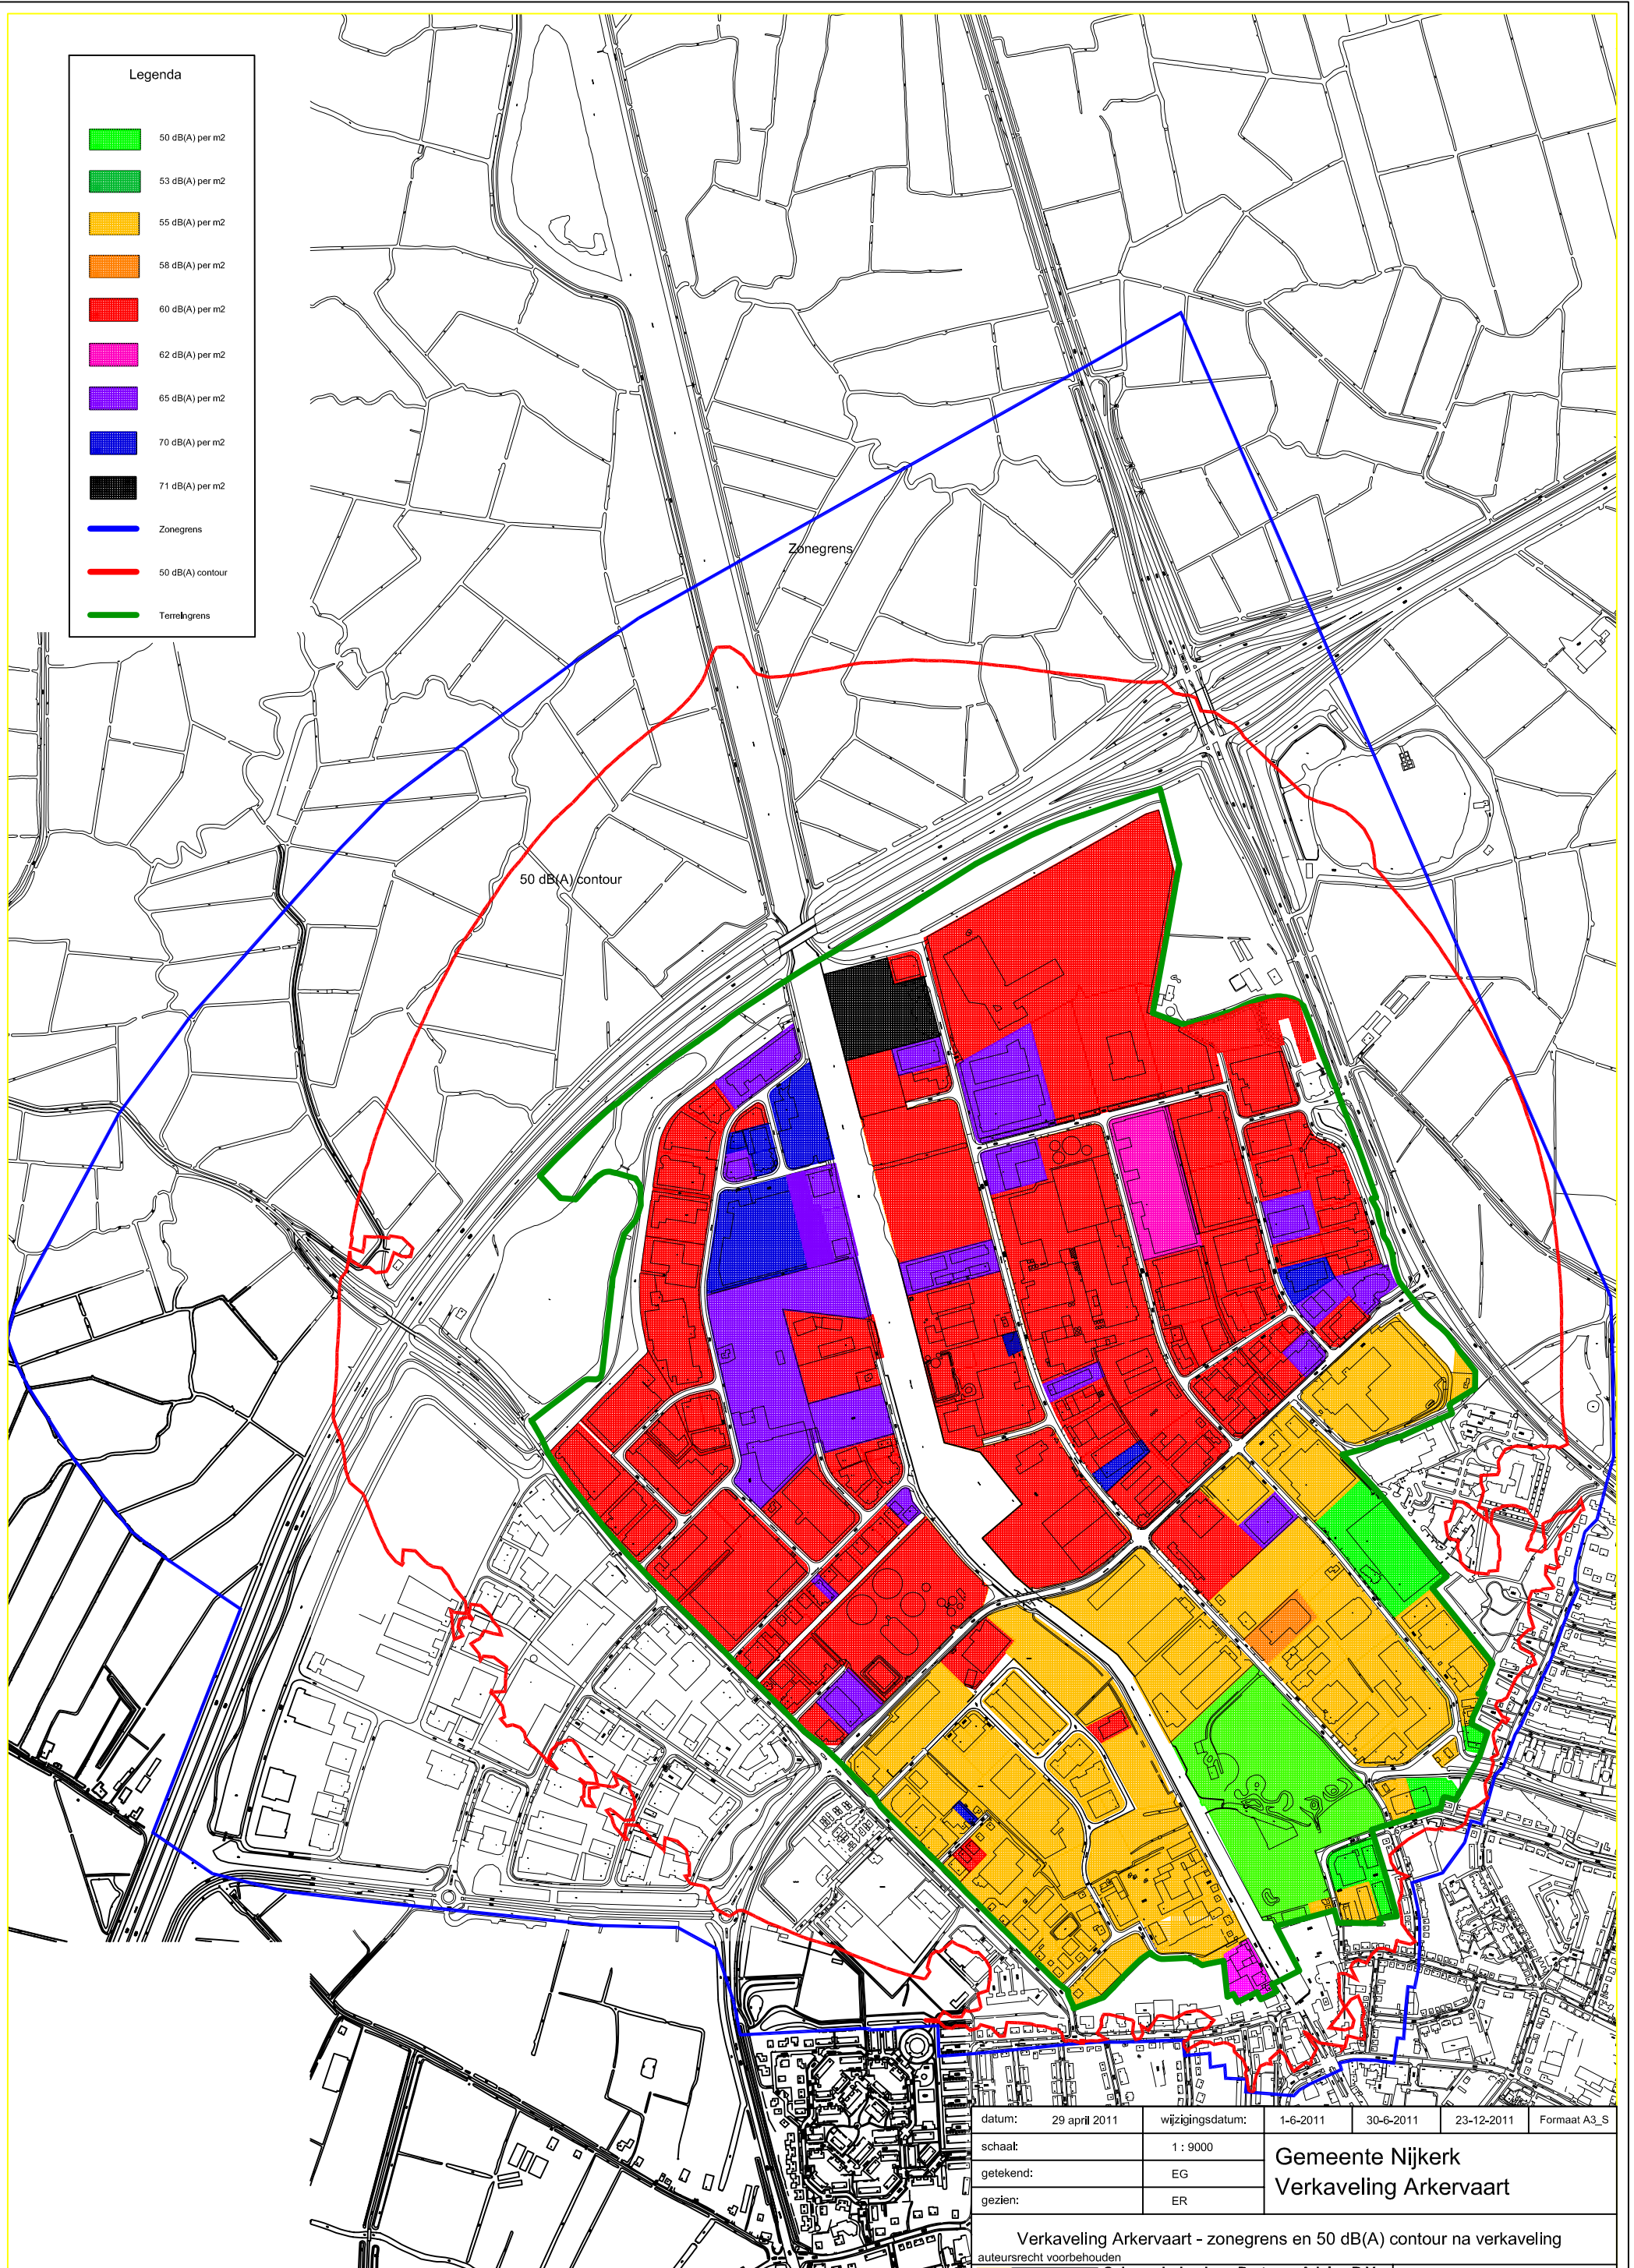 Legenda
50 dB(A) per m2
53 dB(A) per m2
55 dB(A) per m2
58 dB(A) per m2
60 dB(A) per m2
62 dB(A) per m2
65 dB(A) per m2
70 dB(A) per m2
71 dB(A) per m2
Zonegrens
50 dB(A) contour
Terreingrens
Zonegrens
50 dB(A) contour
datum: 29 april 2011 wijzigingsdatum: 1-6-2011 30-6-2011 23-12-2011 Formaat A3_S
schaal: 1 : 9000
getekend: EG
gezien: ER
Gemeente Nijkerk
Verkaveling Arkervaart
Verkaveling Arkervaart - zonegrens en 50 dB(A) contour na verkaveling
auteursrecht voorbehouden